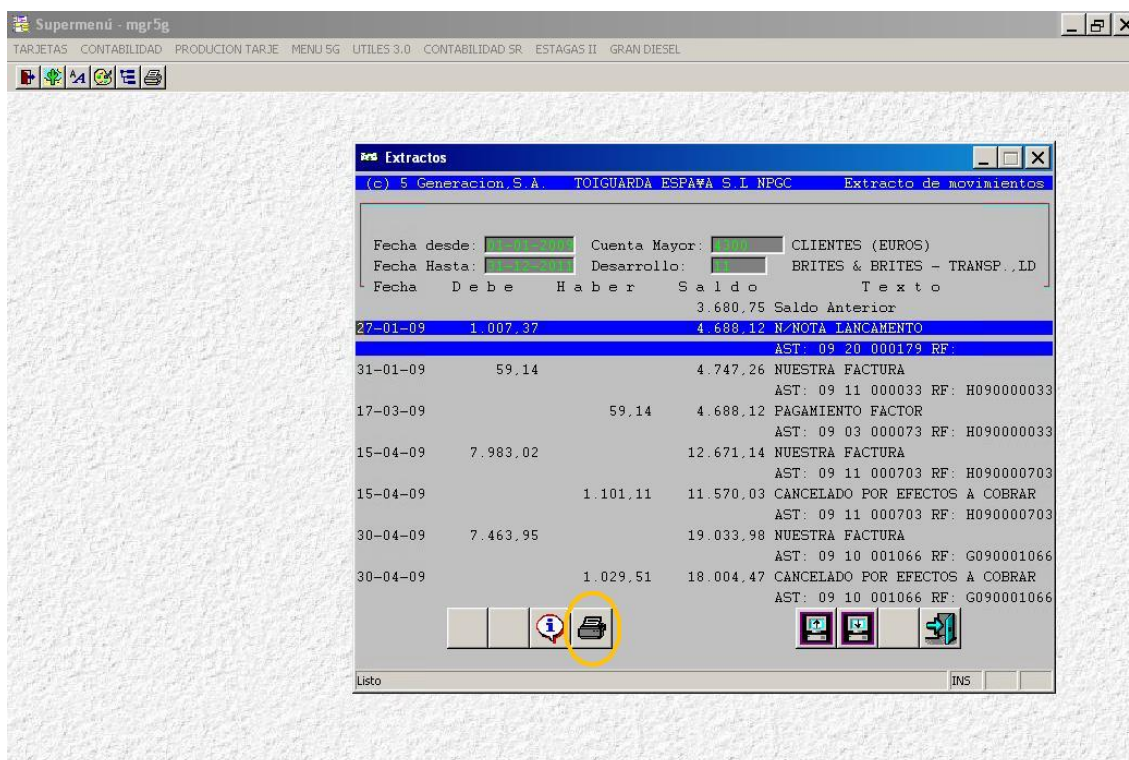 Supermenú - mgr5g
TARJETAS CONTABILIDAD PRODUCION TARJE MENU 5G UTILES 3.0 CONTABILIDAD SR ESTAGAS II GRAN DIESEL
Extractos
(c) 5 Generacion,S.A. TOIGUARDA ESPA¥A S.L NPGC Extracto de movimientos
Fecha desde: 01-01-2009 Cuenta Mayor: 4300 CLIENTES (EUROS)
Fecha Hasta: 31-12-2011 Desarrollo: 11 BRITES & BRITES - TRANSP.,LD
Fecha Debe Haber Saldo Texto
3.680,75 Saldo Anterior
27-01-09 1.007,37 4.688,12 N/NOTA LANCAMENTO
AST: 09 20 000179 RF:
31-01-09 59,14 4.747,26 NUESTRA FACTURA
AST: 09 11 000033 RF: H090000033
17-03-09 59,14 4.688,12 PAGAMIENTO FACTOR
AST: 09 03 000073 RF: H090000033
15-04-09 7.983,02 12.671,14 NUESTRA FACTURA
AST: 09 11 000703 RF: H090000703
15-04-09 1.101,11 11.570,03 CANCELADO POR EFECTOS A COBRAR
AST: 09 11 000703 RF: H090000703
30-04-09 7.463,95 19.033,98 NUESTRA FACTURA
AST: 09 10 001066 RF: G090001066
30-04-09 1.029,51 18.004,47 CANCELADO POR EFECTOS A COBRAR
AST: 09 10 001066 RF: G090001066
Listo INS